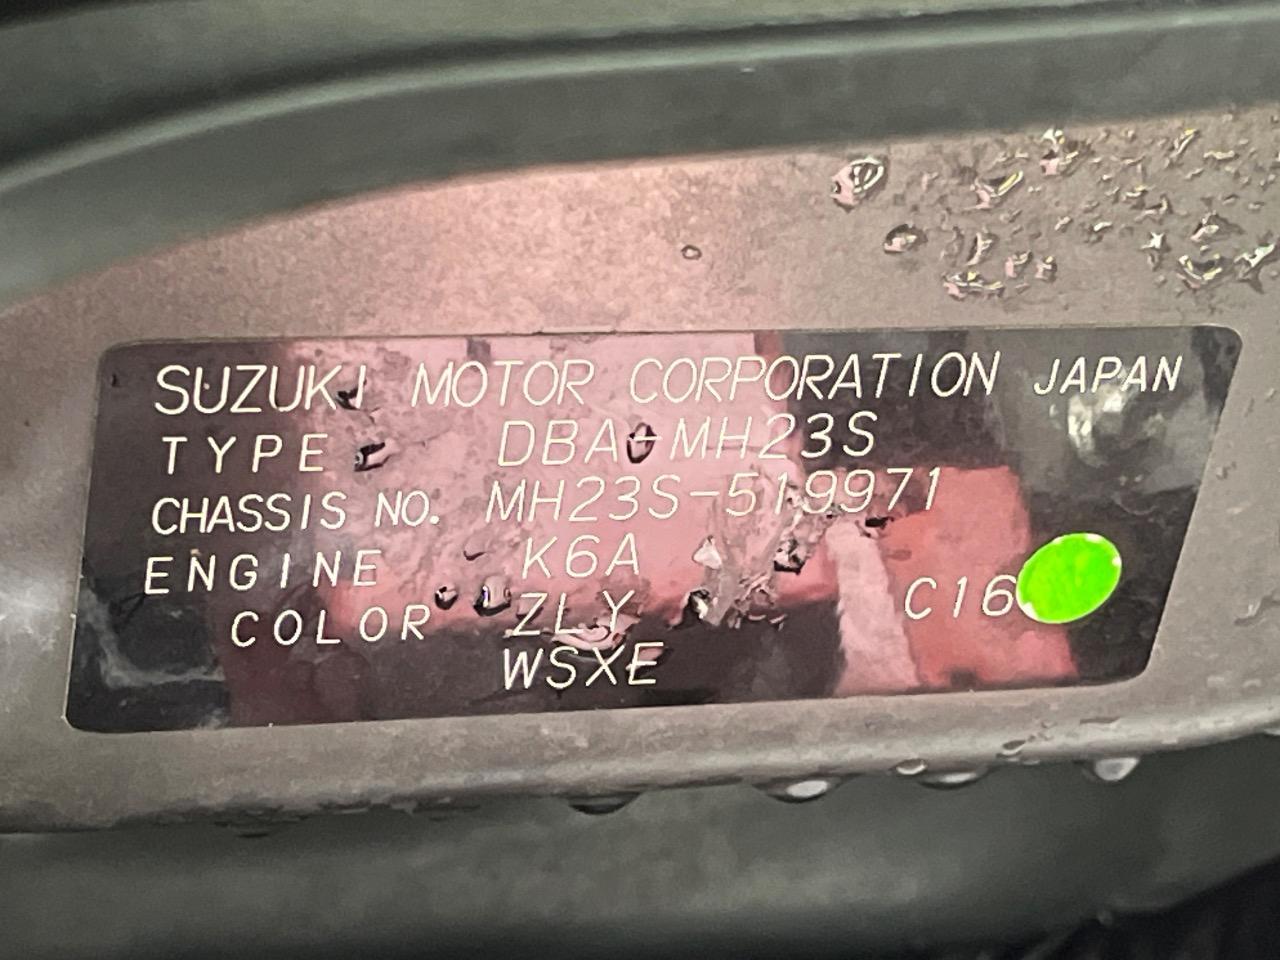 SUZUKI MOTOR CORPORATION JAPAN
TYPE DBA-MH23S
CHASSIS NO. MH23S-519971
ENGINE K6A
COLOR ZLY C16
WSXE